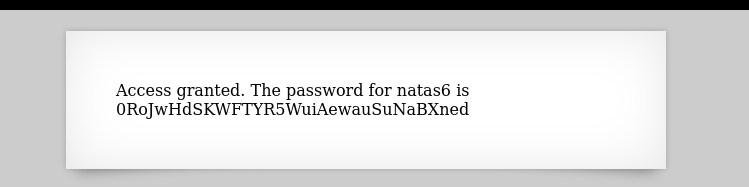 Access granted. The password for natas6 is
0RoJwHdSKWFTYR5WuiAewauSuNaBXned